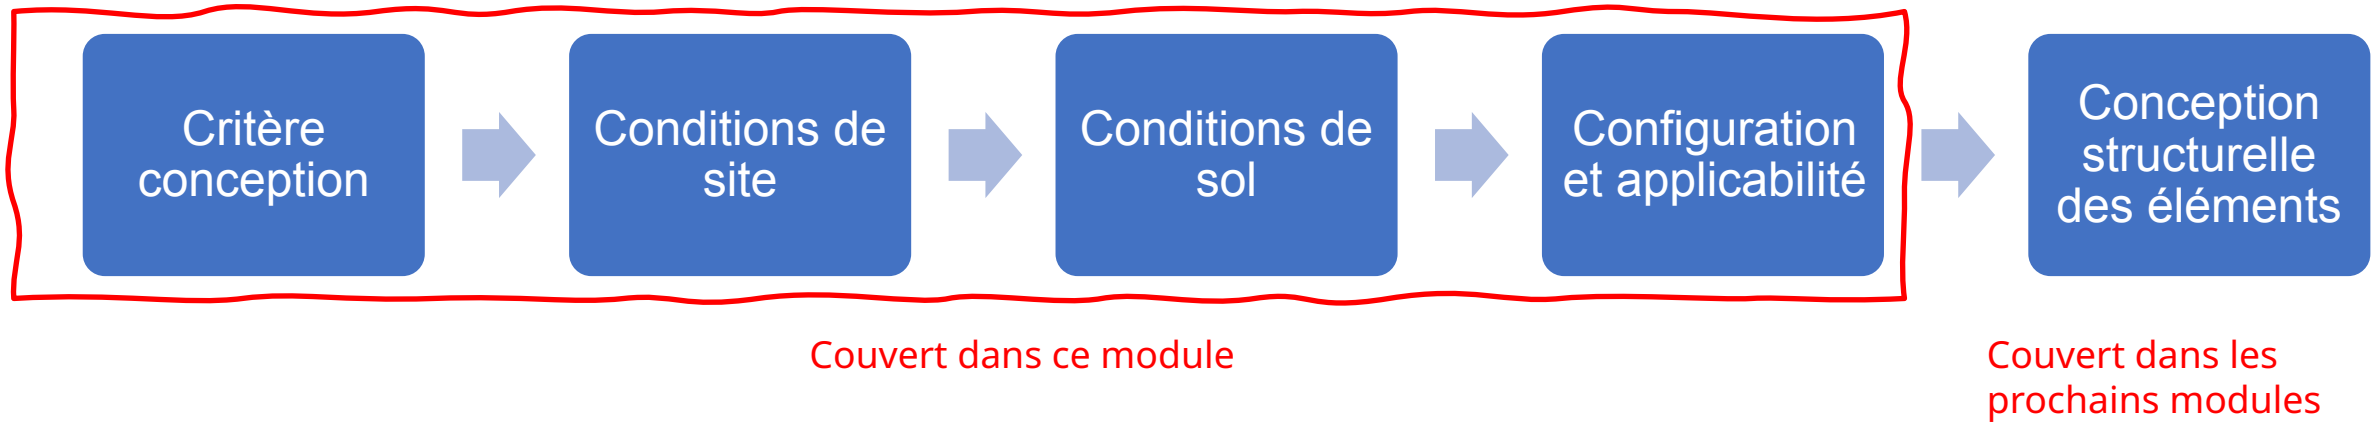 Critère
conception
Conditions de
site
Conditions de
sol
Configuration
et applicabilité
Conception
structurelle
des éléments
Couvert dans ce module
Couvert dans les
prochains modules